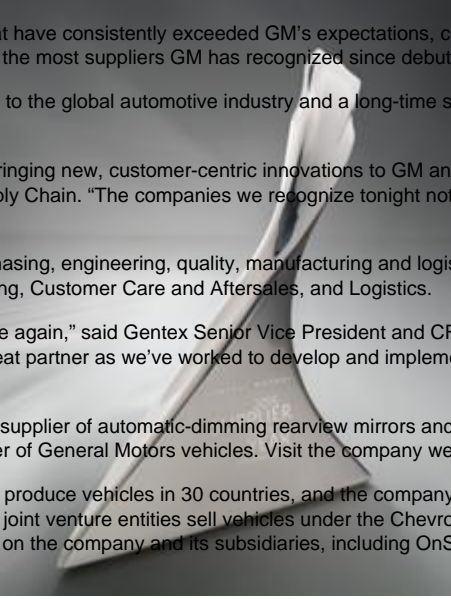 at have consistently exceeded GM's expectations, c
the most suppliers GM has recognized since debut
to the global automotive industry and a long-time s
ringing new, customer-centric innovations to GM an
ply Chain. “The companies we recognize tonight not
hasing, engineering, quality, manufacturing and logis
ng, Customer Care and Aftersales, and Logistics.
e again,” said Gentex Senior Vice President and CF
eat partner as we've worked to develop and impleme
supplier of automatic-dimming rearview mirrors and
er of General Motors vehicles. Visit the company we
produce vehicles in 30 countries, and the company
joint venture entities sell vehicles under the Chevro
on the company and its subsidiaries, including OnS
SUPPLIER